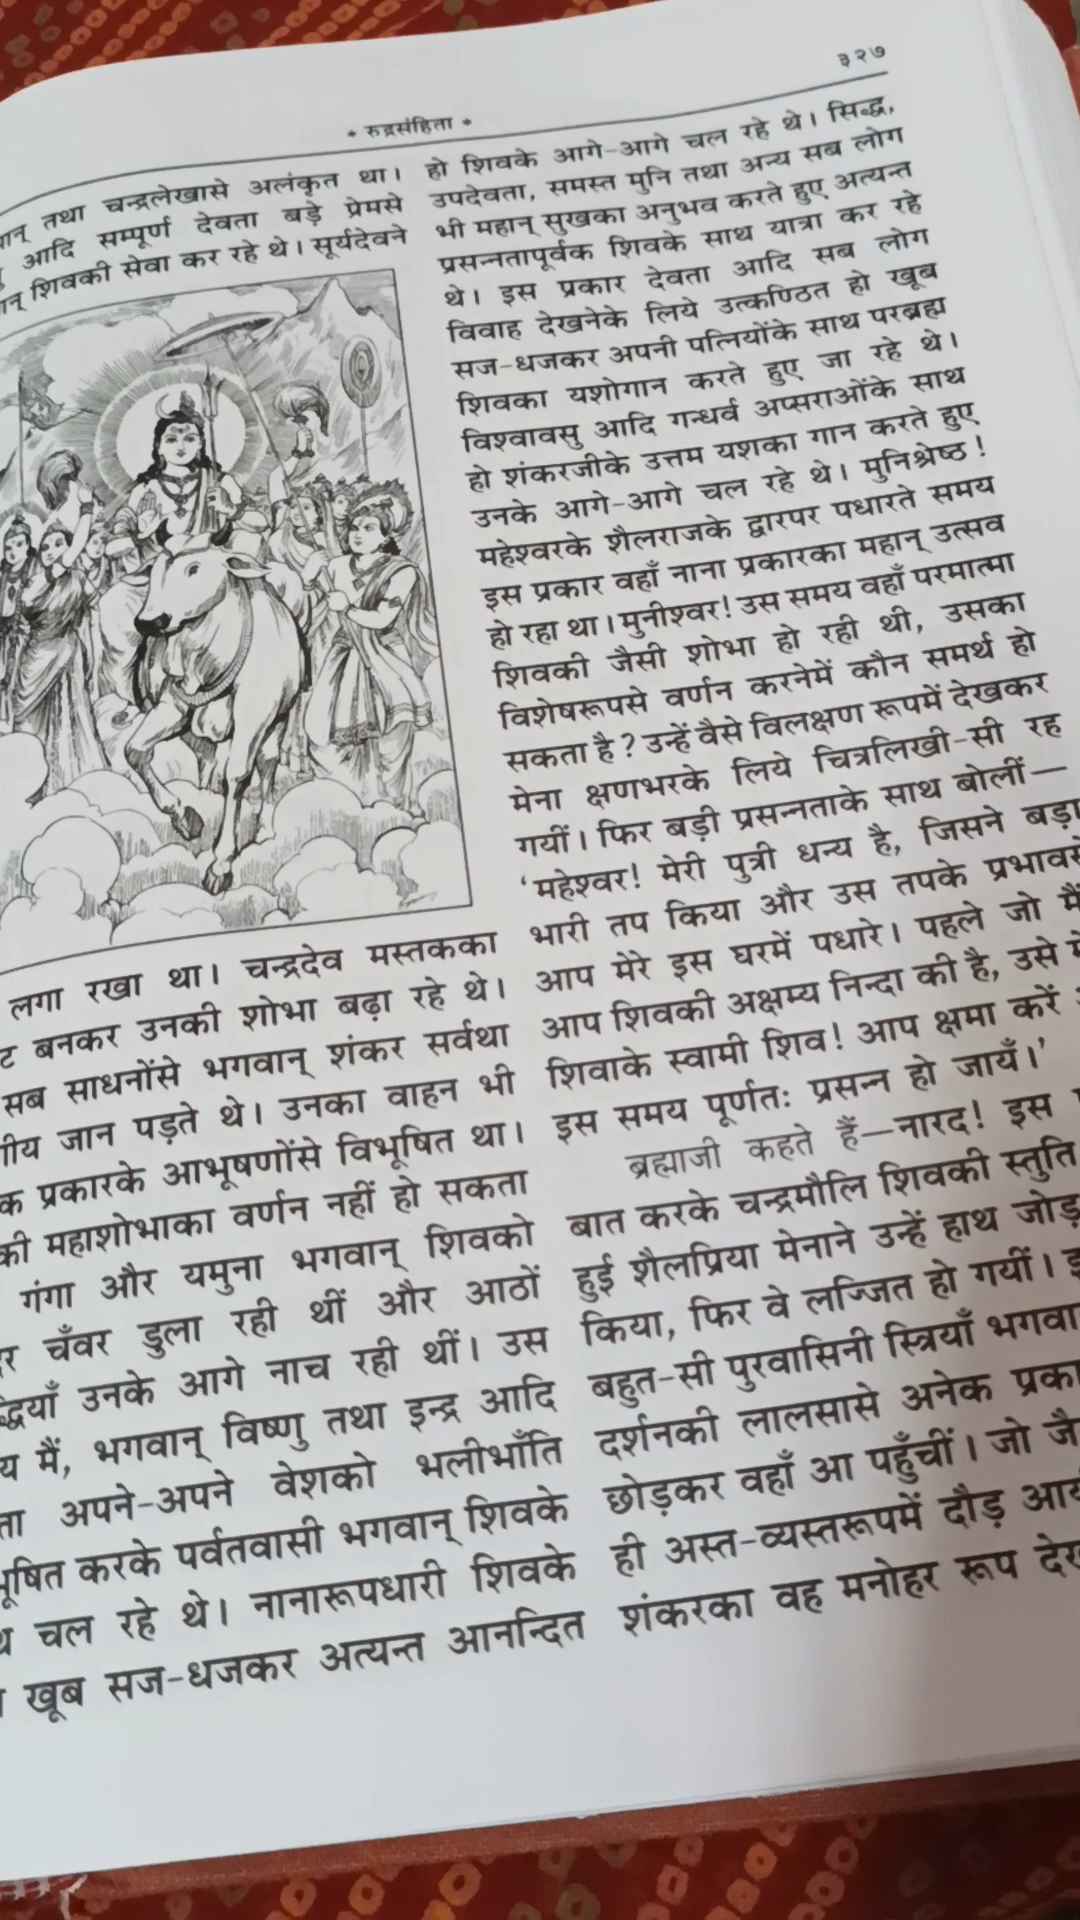 ३२७
* रुद्रसंहिता *
तथा चन्द्रलेखासे अलंकृत था।
आदि सम्पूर्ण देवता बड़े प्रेमसे
शिवकी सेवा कर रहे थे। सूर्यदेवने
लगा रखा था। चन्द्रदेव मस्तकका
बनकर उनकी शोभा बढ़ा रहे थे।
सब साधनोंसे भगवान् शंकर सर्वथा
जान पड़ते थे। उनका वाहन भी
प्रकारके आभूषणोंसे विभूषित था।
महाशोभाका वर्णन नहीं हो सकता
गंगा और यमुना भगवान् शिवको
चँवर डुला रही थीं और आठों
उनके आगे नाच रही थीं। उस
मैं, भगवान् विष्णु तथा इन्द्र आदि
अपने-अपने वेशको भलीभाँति
करके पर्वतवासी भगवान् शिवके
चल रहे थे। नानारूपधारी शिवके
खूब सज-धजकर अत्यन्त आनन्दित
हो शिवके आगे-आगे चल रहे थे। सिद्ध,
उपदेवता, समस्त मुनि तथा अन्य सब लोग
भी महान् सुखका अनुभव करते हुए अत्यन्त
प्रसन्नतापूर्वक शिवके साथ यात्रा कर रहे
थे। इस प्रकार देवता आदि सब लोग
विवाह देखनेके लिये उत्कण्ठित हो खूब
सज-धजकर अपनी पत्नियोंके साथ परब्रह्म
शिवका यशोगान करते हुए जा रहे थे।
विश्वावसु आदि गन्धर्व अप्सराओंके साथ
हो शंकरजीके उत्तम यशका गान करते हुए
उनके आगे-आगे चल रहे थे। मुनिश्रेष्ठ!
महेश्वरके शैलराजके द्वारपर पधारते समय
इस प्रकार वहाँ नाना प्रकारका महान् उत्सव
हो रहा था। मुनीश्वर! उस समय वहाँ परमात्मा
शिवकी जैसी शोभा हो रही थी, उसका
विशेषरूपसे वर्णन करनेमें कौन समर्थ हो
सकता है? उन्हें वैसे विलक्षण रूपमें देखकर
मेना क्षणभरके लिये चित्रलिखी-सी रह
गयीं। फिर बड़ी प्रसन्नताके साथ बोलीं—
‘महेश्वर! मेरी पुत्री धन्य है, जिसने बड़ा
भारी तप किया और उस तपके प्रभावसे
आप मेरे इस घरमें पधारे। पहले जो मैंने
आप शिवकी अक्षम्य निन्दा की है, उसे
शिवाके स्वामी शिव! आप क्षमा करें
इस समय पूर्णतः प्रसन्न हो जायँ।’
ब्रह्माजी कहते हैं—नारद! इस
बात करके चन्द्रमौलि शिवकी स्तुति
हुई शैलप्रिया मेनाने उन्हें हाथ जोड़
किया, फिर वे लज्जित हो गयीं।
बहुत-सी पुरवासिनी स्त्रियाँ
दर्शनकी लालसासे अनेक
छोड़कर वहाँ आ पहुँचीं। जो
ही अस्त-व्यस्तरूपमें दौड़
शंकरका वह मनोहर रूप